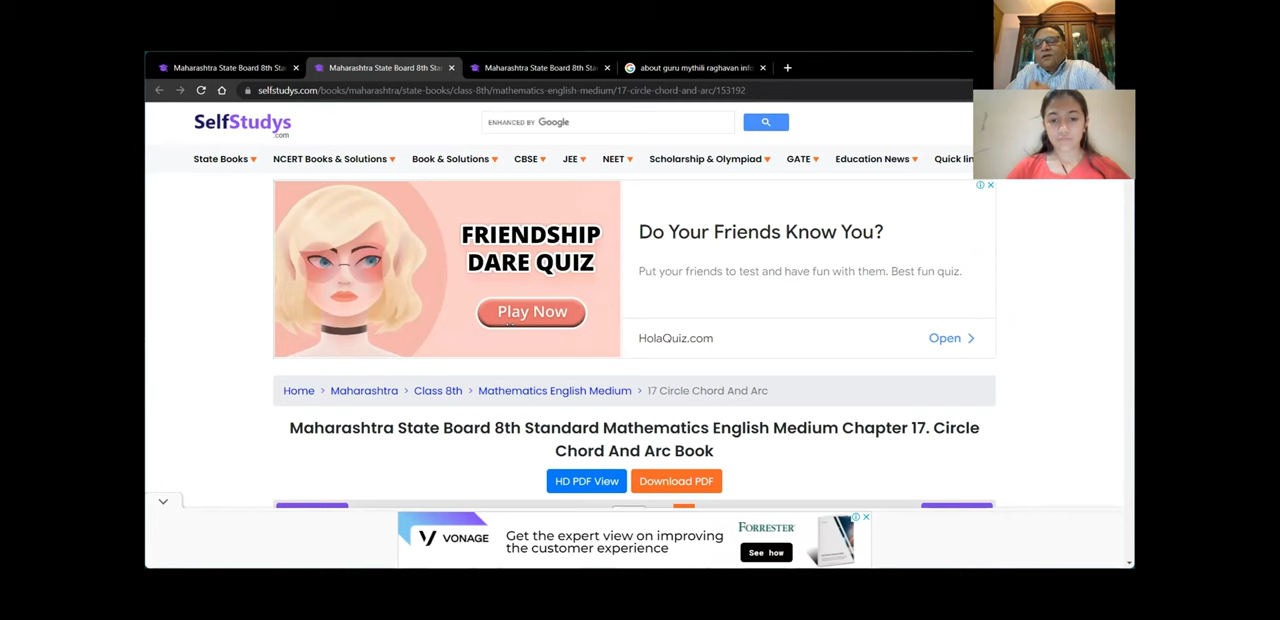 Maharashtra State Board 8th Sta
Maharashtra State Board 8th Sta
Maharashtra State Board 8th Sta
about guru mythili raghavan info
selfstudys.com/books/maharashtra/state-books/class-8th/mathematics-english-medium/17-circle-chord-and-arc/153192
SelfStudys
.com
ENHANCED BY Google
State Books
NCERT Books & Solutions
Book & Solutions
CBSE
JEE
NEET
Scholarship & Olympiad
GATE
Education News
Quick lin
FRIENDSHIP
DARE QUIZ
Play Now
Do Your Friends Know You?
Put your friends to test and have fun with them. Best fun quiz.
HolaQuiz.com
Open
Home > Maharashtra > Class 8th > Mathematics English Medium > 17 Circle Chord And Arc
Maharashtra State Board 8th Standard Mathematics English Medium Chapter 17. Circle
Chord And Arc Book
HD PDF View
Download PDF
VONAGE
Get the expert view on improving
the customer experience
FORRESTER
See how